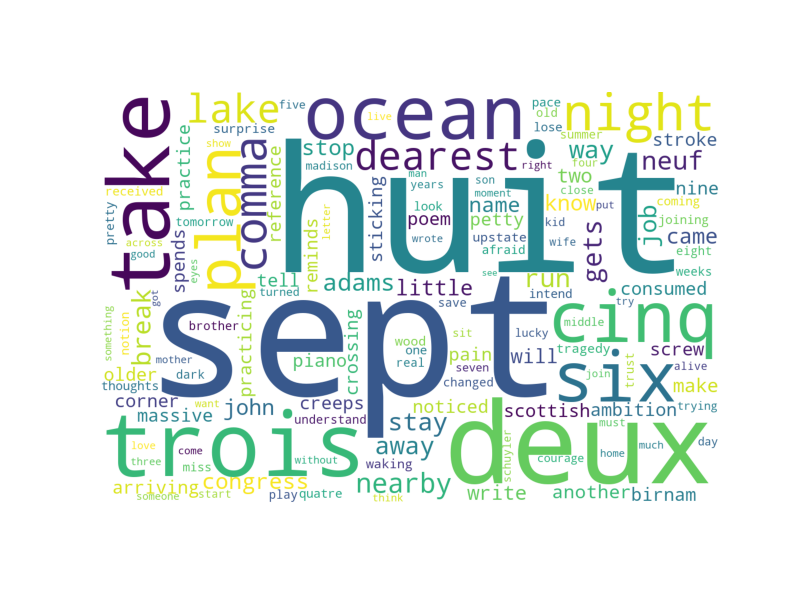 take
lake
five
live
ocean
pace
old
night
surprise
lose
summer
stroke
practice
plan
comma
stop
madison
dearest
right
four
close
way
neuf
show
received
across
pretty
good
tomorrow
reference
sticking
man
years
son
moment
look
name
poem
petty
wrote
huit
kid
put
two
know
nine
came
coming
joining
job
gets
upstate
afraid
wife
eight
weeks
see
spends
eyes
got
reminds
letter
tell
turned
adams
little
run
intend
consumed
try
break
notion
something
brother
mother
dark
older
thoughts
practicing
piano
crossing
save
sept
wood
one
real
sit
pain
seven
changed
lucky
will
cinq
middle
tragedy
six
screw
alive
trust
join
make
trying
corner
massive
john
creeps
understand
want
noticed
stay
scottish
ambition
must
much
day
home
courage
trois
love
come
three
away
waking
deux
schuyler
miss
without
arriving
congress
someone
start
play
quatre
nearby
think
write
another
birnam